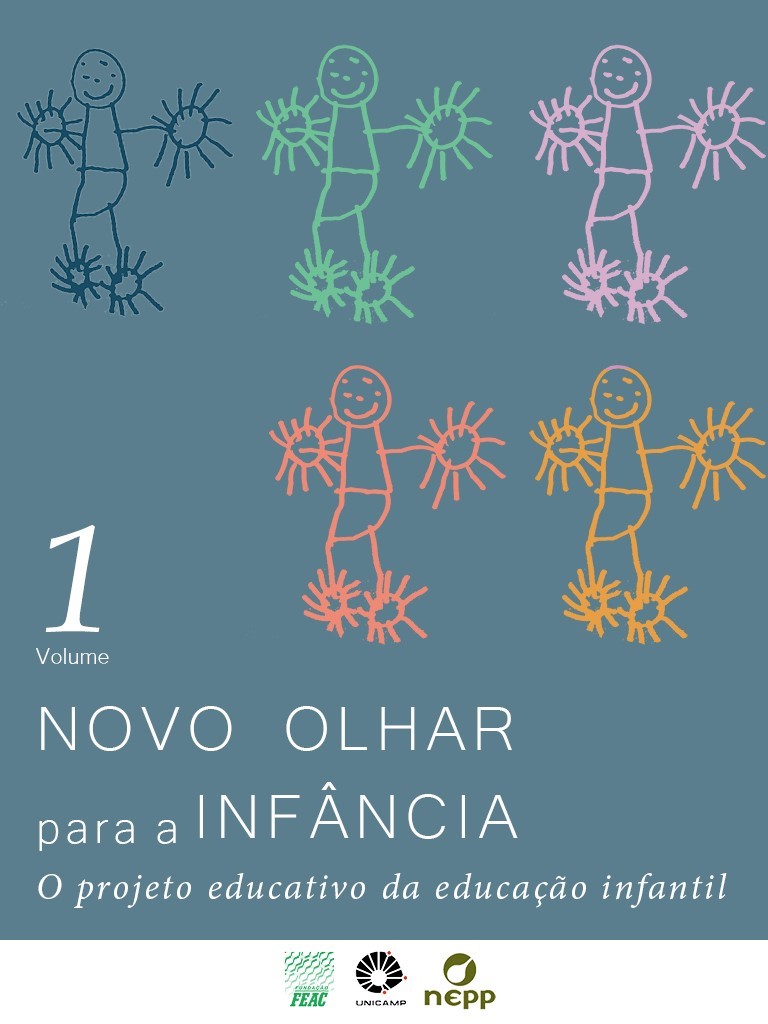 1
Volume
NOVO OLHAR
para a INFÂNCIA
O projeto educativo da educação infantil
FUNDAÇÃO
FEAC
UNICAMP
nepp